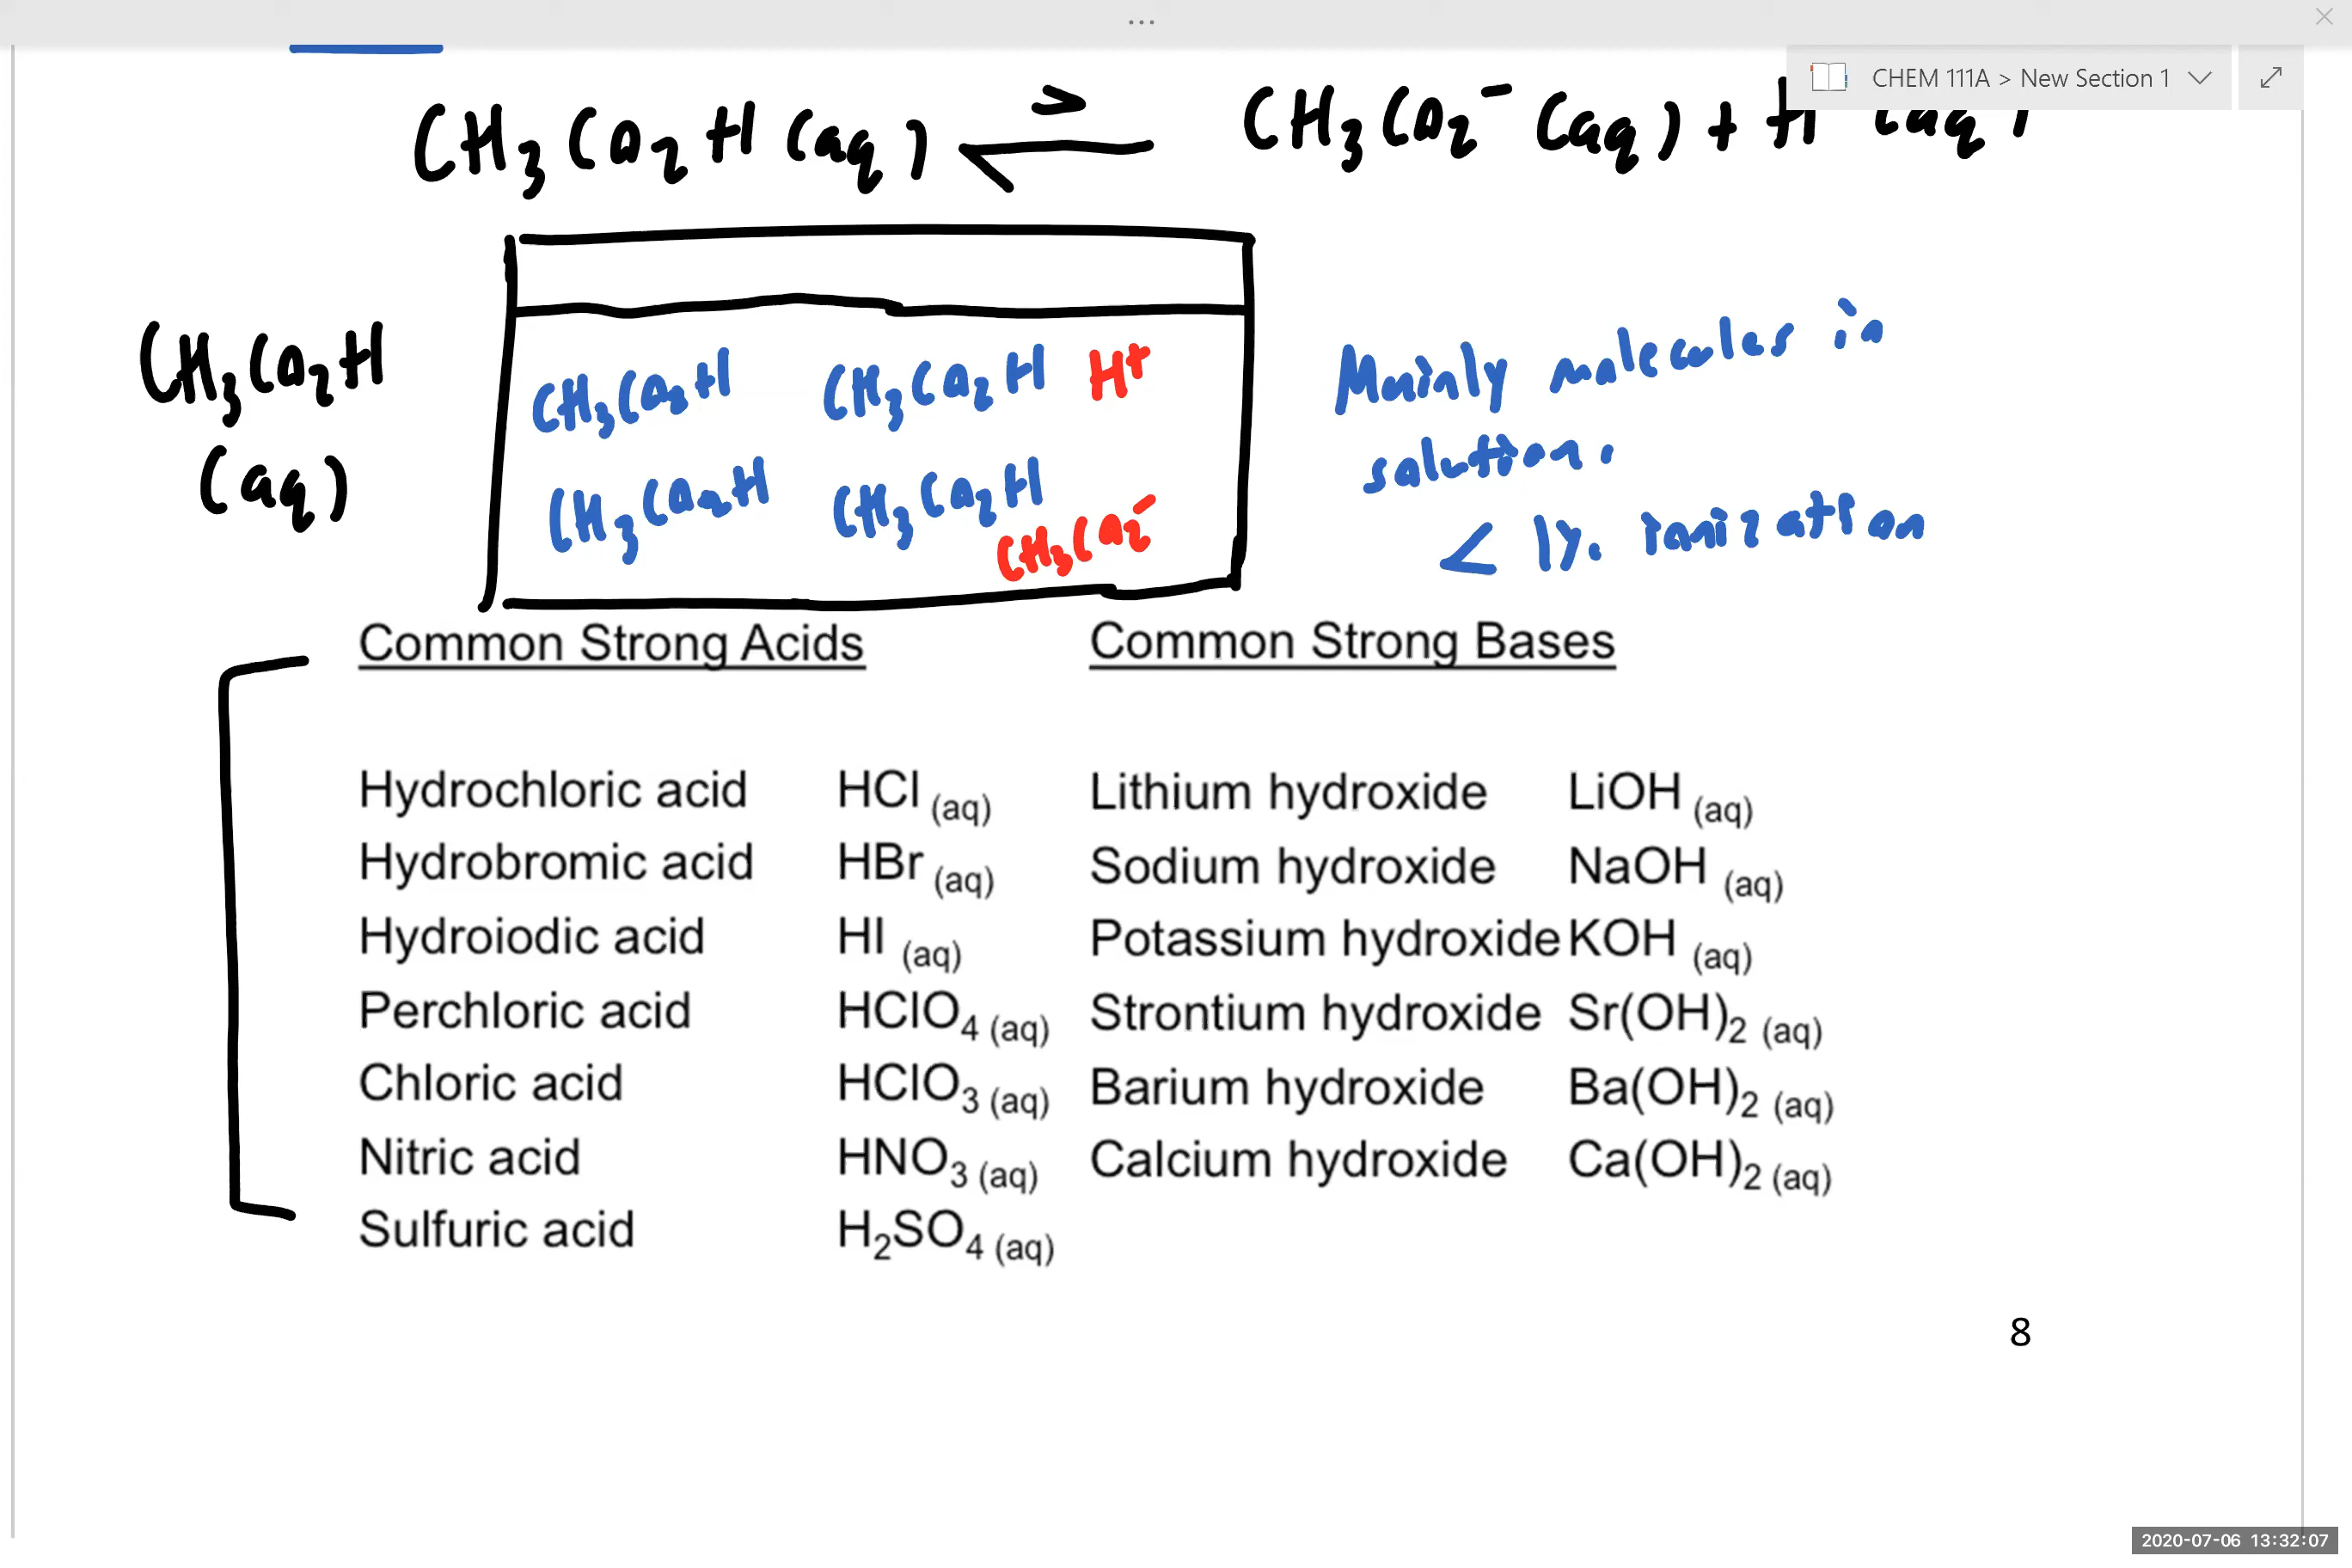 ...
CHEM 111A > New Section 1
CH₃CO₂H (aq) ⇌ CH₃CO₂⁻ (aq) + H (aq)
CH₃CO₂H
(aq)
CH₃CO₂H CH₃CO₂H H⁺
CH₃CO₂H CH₃CO₂H
CH₃CO₂⁻
Mainly molecules in
solution.
< 1% ionization
Common Strong Acids Common Strong Bases
Hydrochloric acid HCl (aq) Lithium hydroxide LiOH (aq)
Hydrobromic acid HBr (aq) Sodium hydroxide NaOH (aq)
Hydroiodic acid HI (aq) Potassium hydroxide KOH (aq)
Perchloric acid HClO₄ (aq) Strontium hydroxide Sr(OH)₂ (aq)
Chloric acid HClO₃ (aq) Barium hydroxide Ba(OH)₂ (aq)
Nitric acid HNO₃ (aq) Calcium hydroxide Ca(OH)₂ (aq)
Sulfuric acid H₂SO₄ (aq)
8
2020-07-06 13:32:07